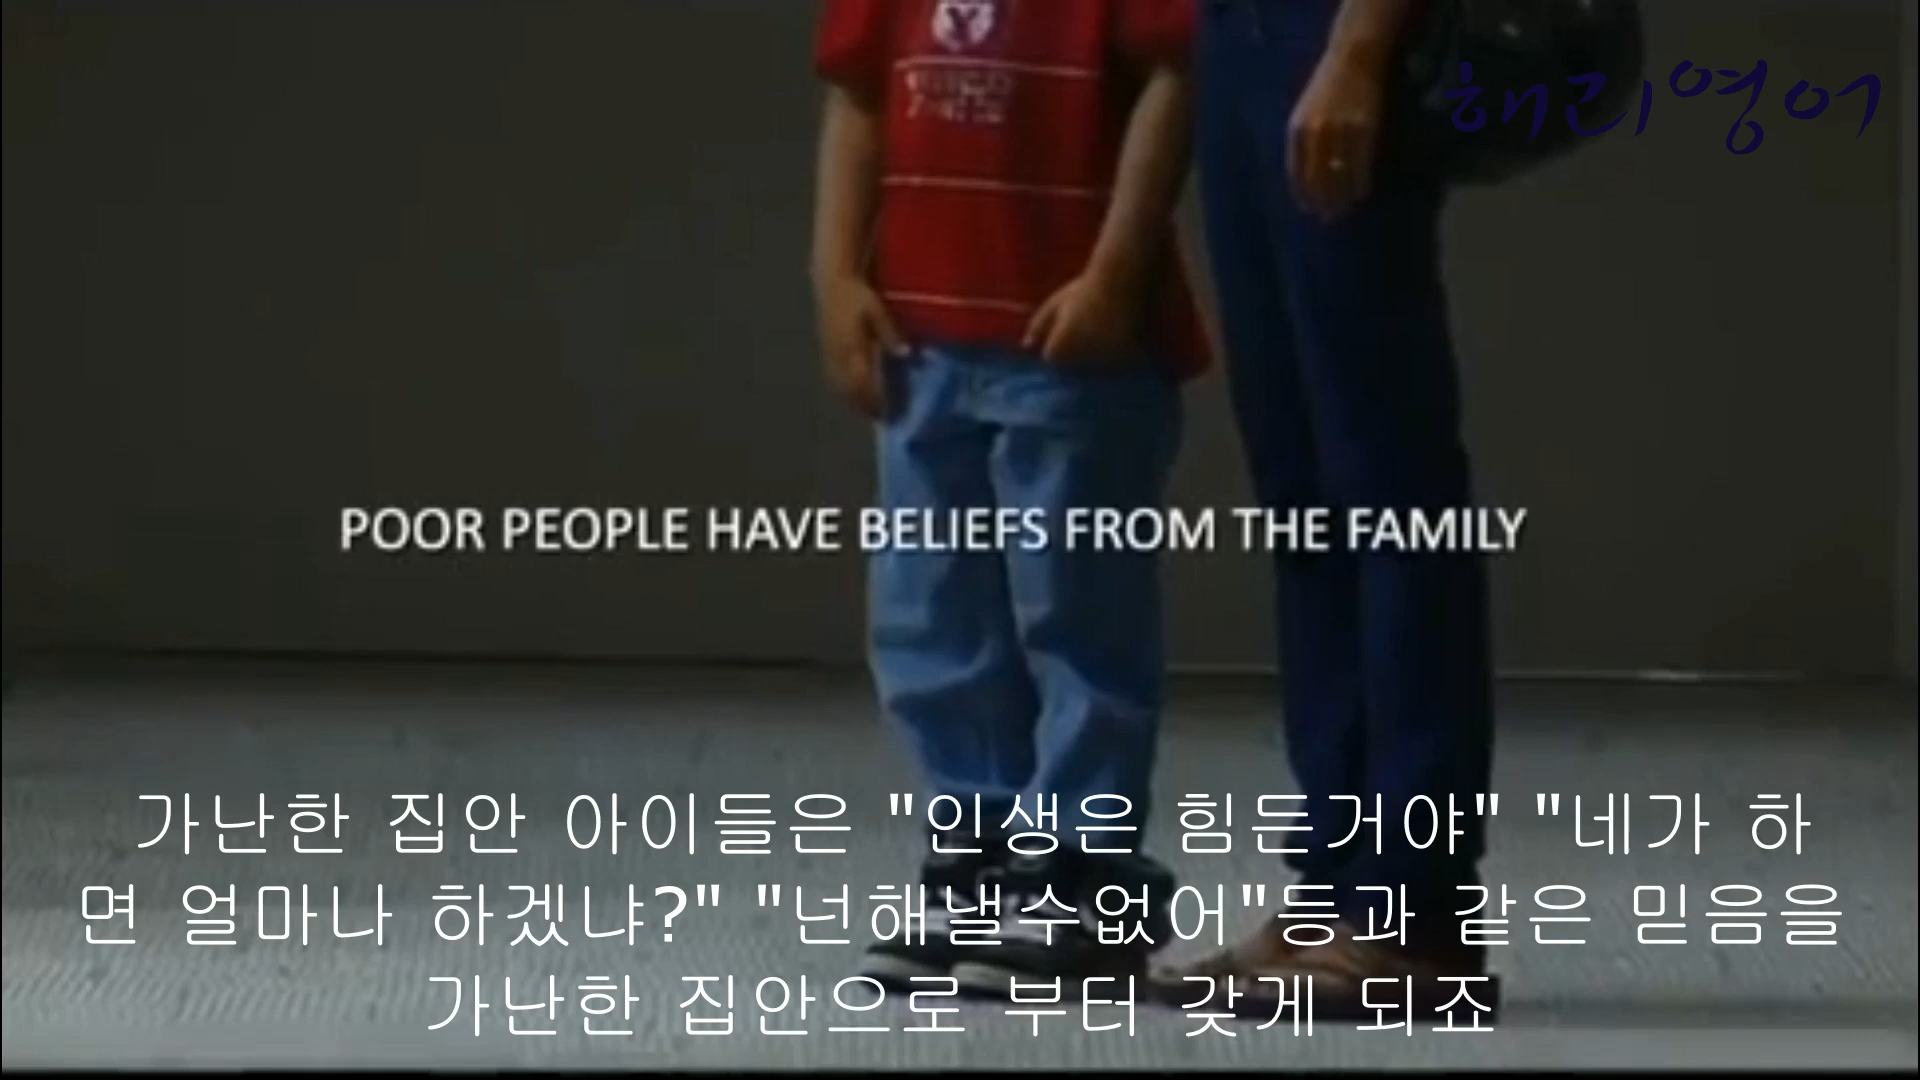 해리영어
POOR PEOPLE HAVE BELIEFS FROM THE FAMILY
가난한 집안 아이들은 "인생은 힘든거야" "네가 하
면 얼마나 하겠냐?" "넌해낼수없어"등과 같은 믿음을
가난한 집안으로 부터 갖게 되죠